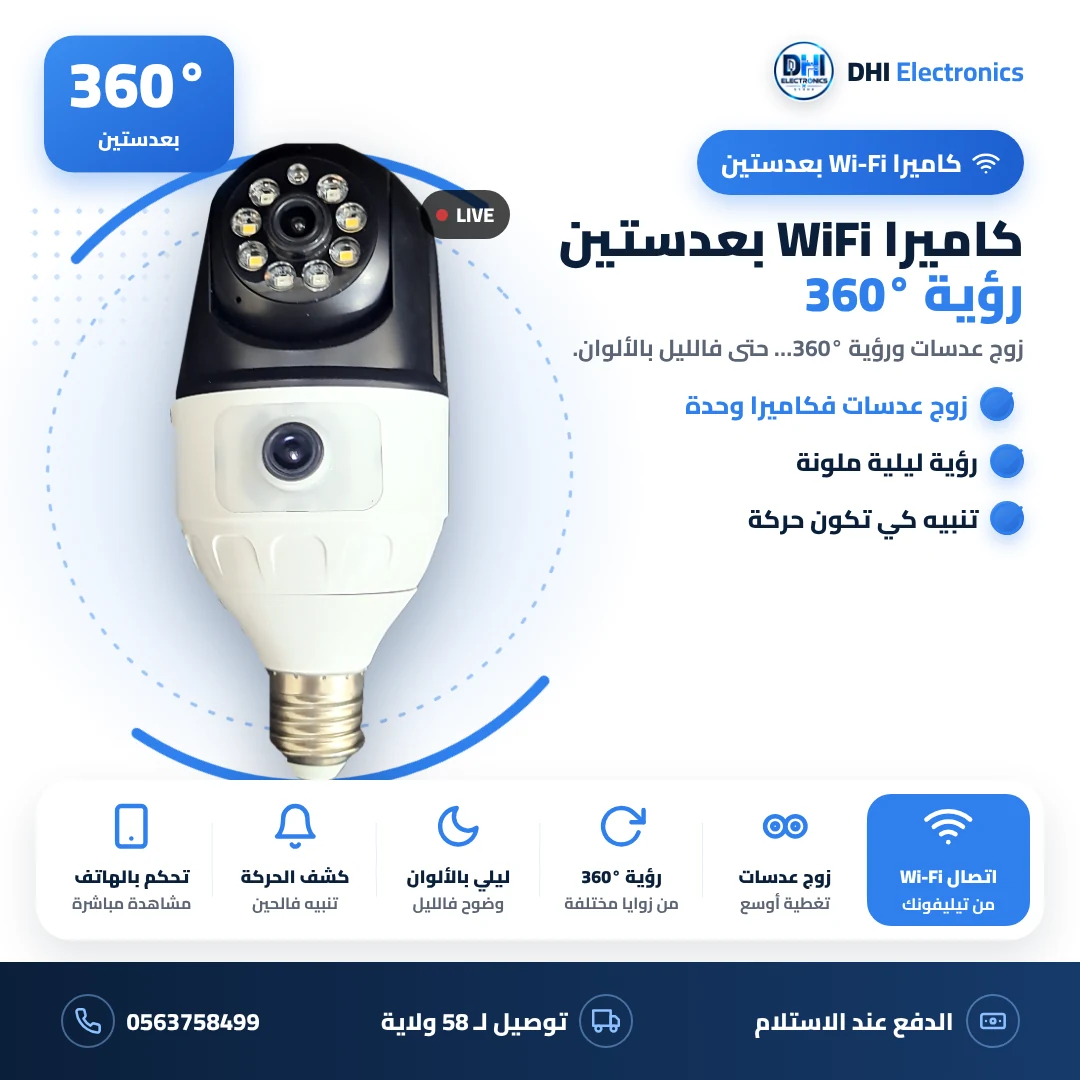 360°
بعدستين
DHI
ELECTRONICS
DHI Electronics
كاميرا Wi-Fi بعدستين
LIVE
كاميرا WiFi بعدستين
رؤية 360°
زوج عدسات ورؤية 360°... حتى فالليل بالألوان.
زوج عدسات فكاميرا وحدة
رؤية ليلية ملونة
تنبيه كي تكون حركة
اتصال Wi-Fi
من تيليفونك
زوج عدسات
تغطية أوسع
رؤية 360°
من زوايا مختلفة
ليلي بالألوان
وضوح فالليل
كشف الحركة
تنبيه فالحين
تحكم بالهاتف
مشاهدة مباشرة
الدفع عند الاستلام
توصيل لـ 58 ولاية
0563758499